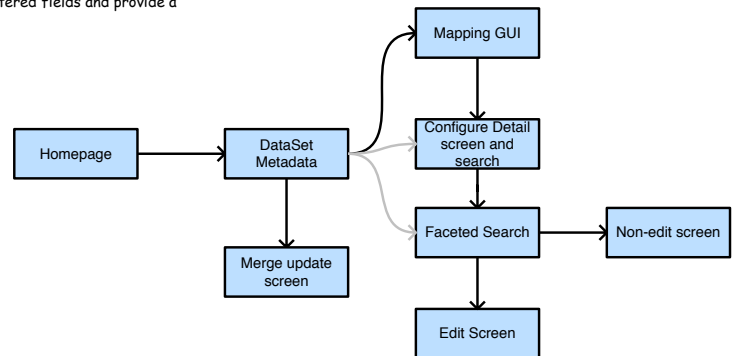 tered fields and provide a
Mapping GUI
Homepage
DataSet
Metadata
Configure Detail
screen and
search
Faceted Search
Non-edit screen
Merge update
screen
Edit Screen